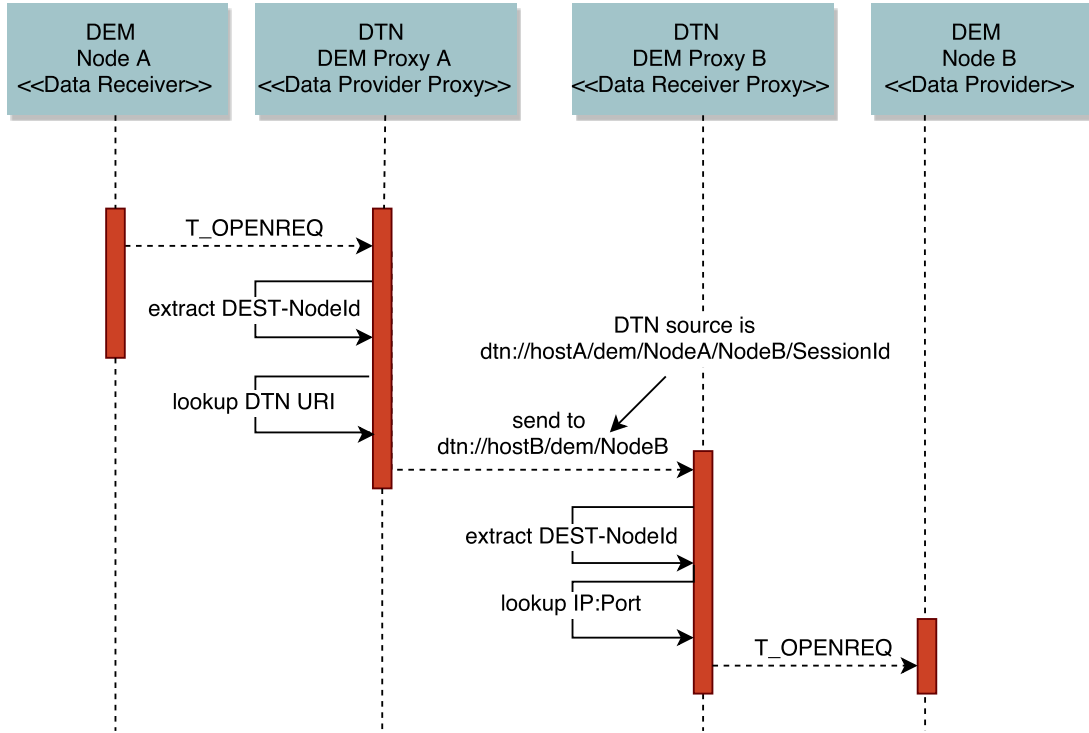 DEM
Node A
<<Data Receiver>>
DTN
DEM Proxy A
<<Data Provider Proxy>>
DTN
DEM Proxy B
<<Data Receiver Proxy>>
DEM
Node B
<<Data Provider>>
T_OPENREQ
extract DEST-NodeId
DTN source is
dtn://hostA/dem/NodeA/NodeB/SessionId
lookup DTN URI
send to
dtn://hostB/dem/NodeB
extract DEST-NodeId
lookup IP:Port
T_OPENREQ